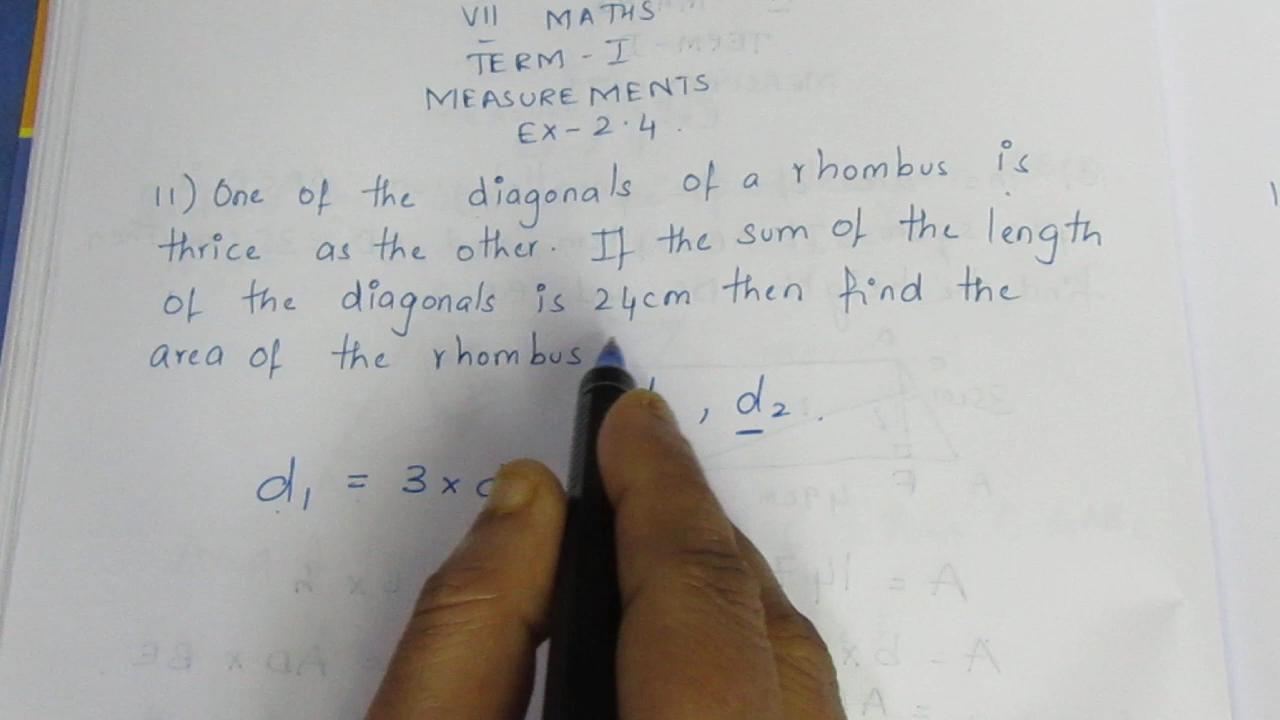 VII MATHS
TERM - I
MEASUREMENTS
EX - 2.4.
11) One of the diagonals of a rhombus is
thrice as the other. If the sum of the length
of the diagonals is 24cm then find the
area of the rhombus
, d₂.
d₁ = 3 ×